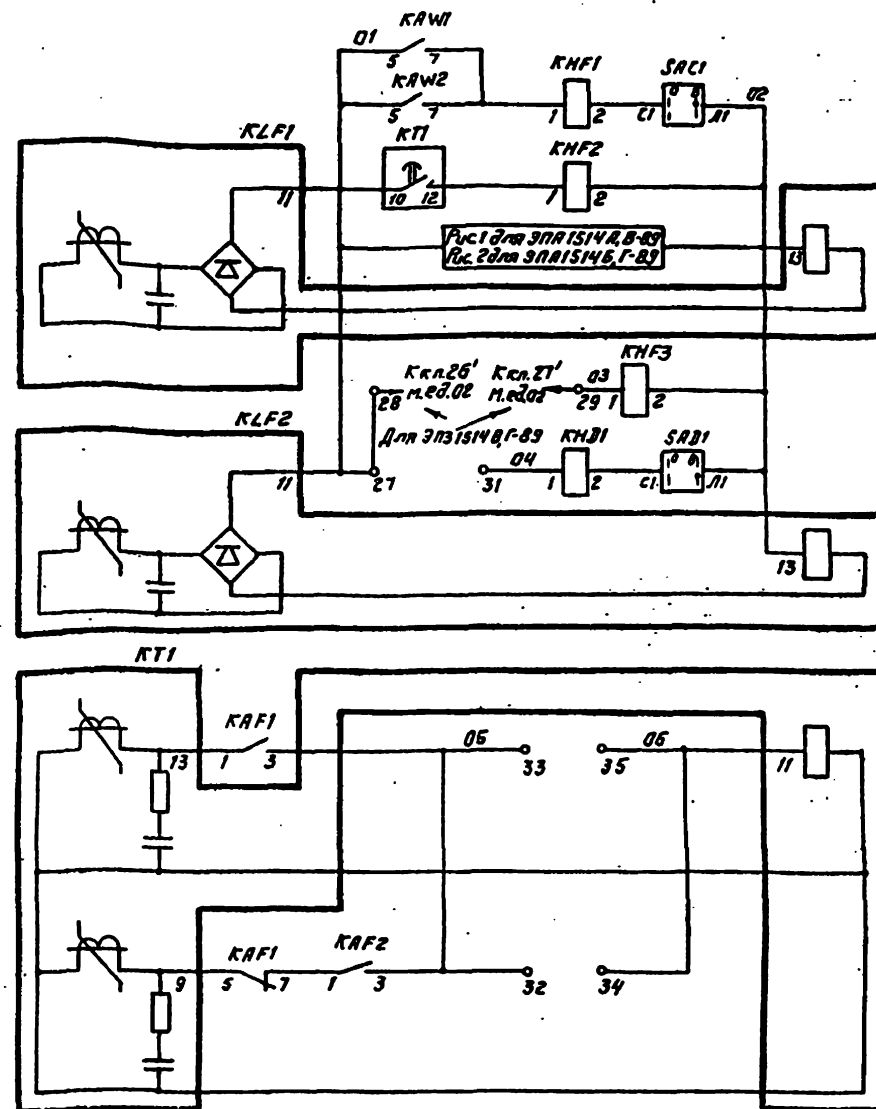 KAW1
01
5 7
KAW2
5 7
KHF1
1 2
SAC1
C1 Л1
02
KLF1
KT1
11
10 12
KHF2
1 2
Рис.1 для ЭПА1514А,В-89
Рис.2 для ЭПА1514Б,Г-89
13
KHF3
К кл.26'
м.ед.02
К кл.27'
м.ед.02
28
03
29 1 2
KLF2
Для ЭПЗ1514В,Г-89
KHD1
SAD1
04
11
27
31
1 2
C1 Л1
13
KT1
KAF1
13 1 3
05
33
35
06
11
KAF1
KAF2
9 5 7 1 3
32
34